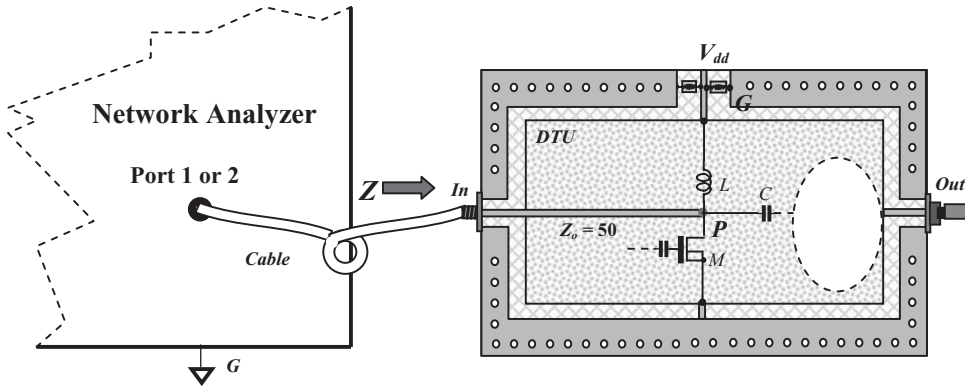 V_dd
G
Network Analyzer
DTU
Port 1 or 2
Z
In
L
C
Out
Z_o = 50
P
Cable
M
G